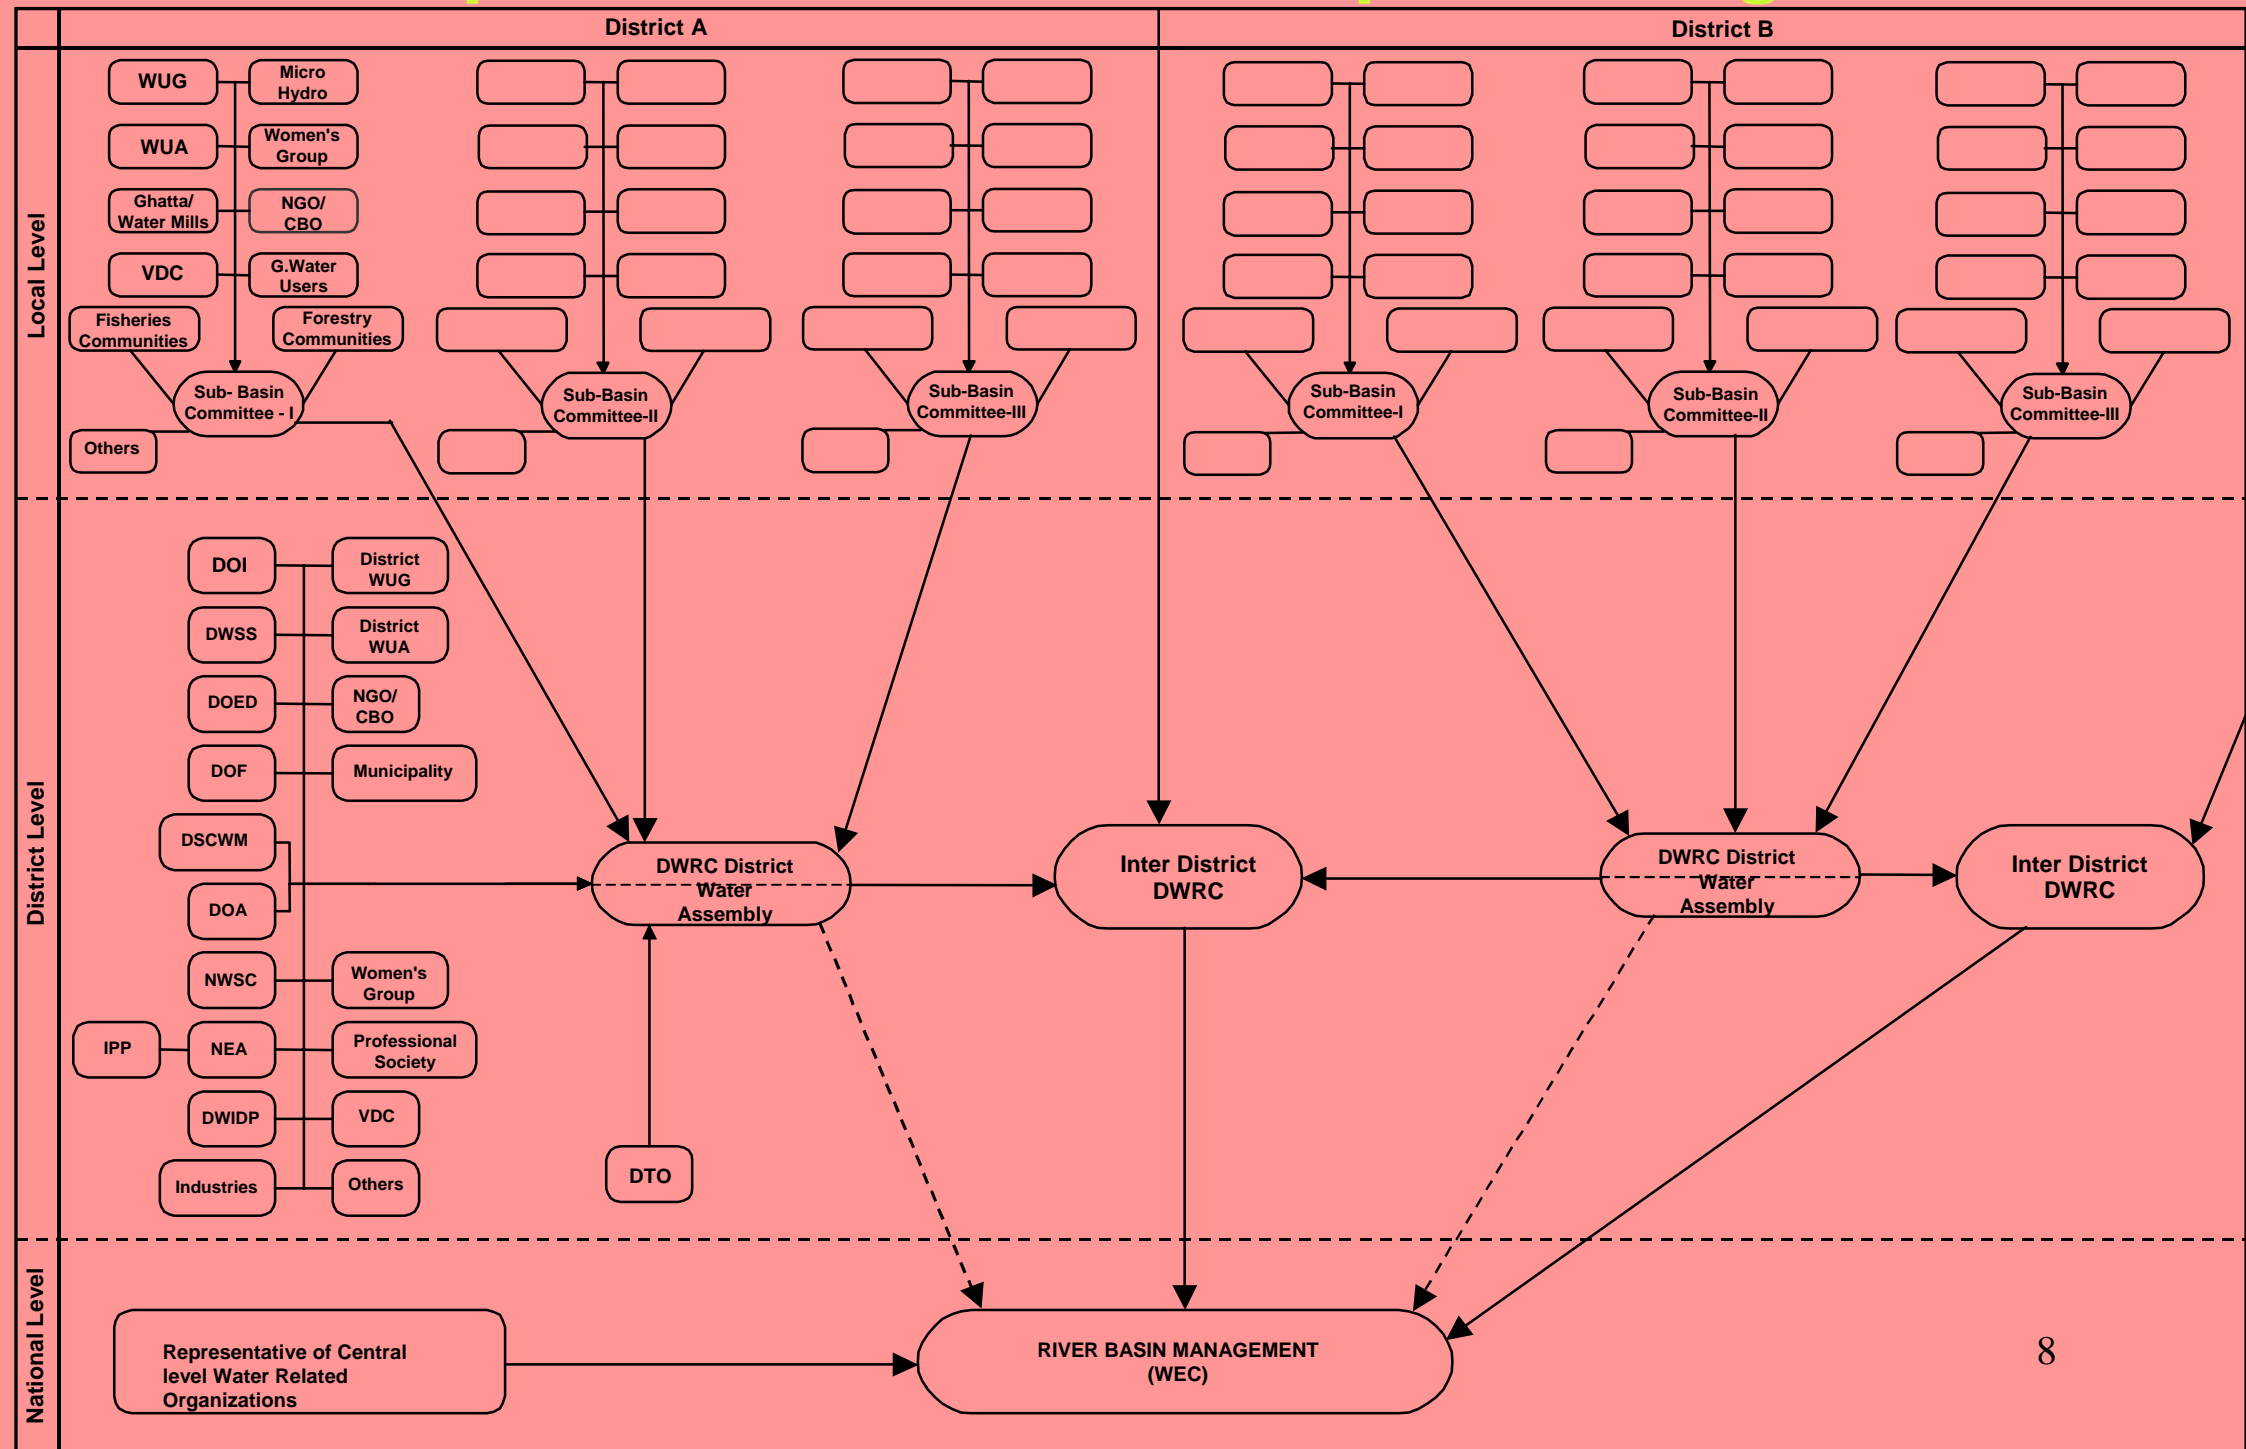 District A
District B
Local Level
WUG
Micro
Hydro
WUA
Women's
Group
Ghatta/
Water Mills
NGO/
CBO
VDC
G.Water
Users
Fisheries
Communities
Forestry
Communities
Sub- Basin
Committee - I
Others
Sub-Basin
Committee-II
Sub-Basin
Committee-III
Sub-Basin
Committee-I
Sub-Basin
Committee-II
Sub-Basin
Committee-III
District Level
DOI
District
WUG
DWSS
District
WUA
DOED
NGO/
CBO
DOF
Municipality
DSCWM
DOA
NWSC
Women's
Group
IPP
NEA
Professional
Society
DWIDP
VDC
Industries
Others
DTO
DWRC District
Water
Assembly
Inter District
DWRC
DWRC District
Water
Assembly
Inter District
DWRC
National Level
Representative of Central
level Water Related
Organizations
RIVER BASIN MANAGEMENT
(WEC)
8